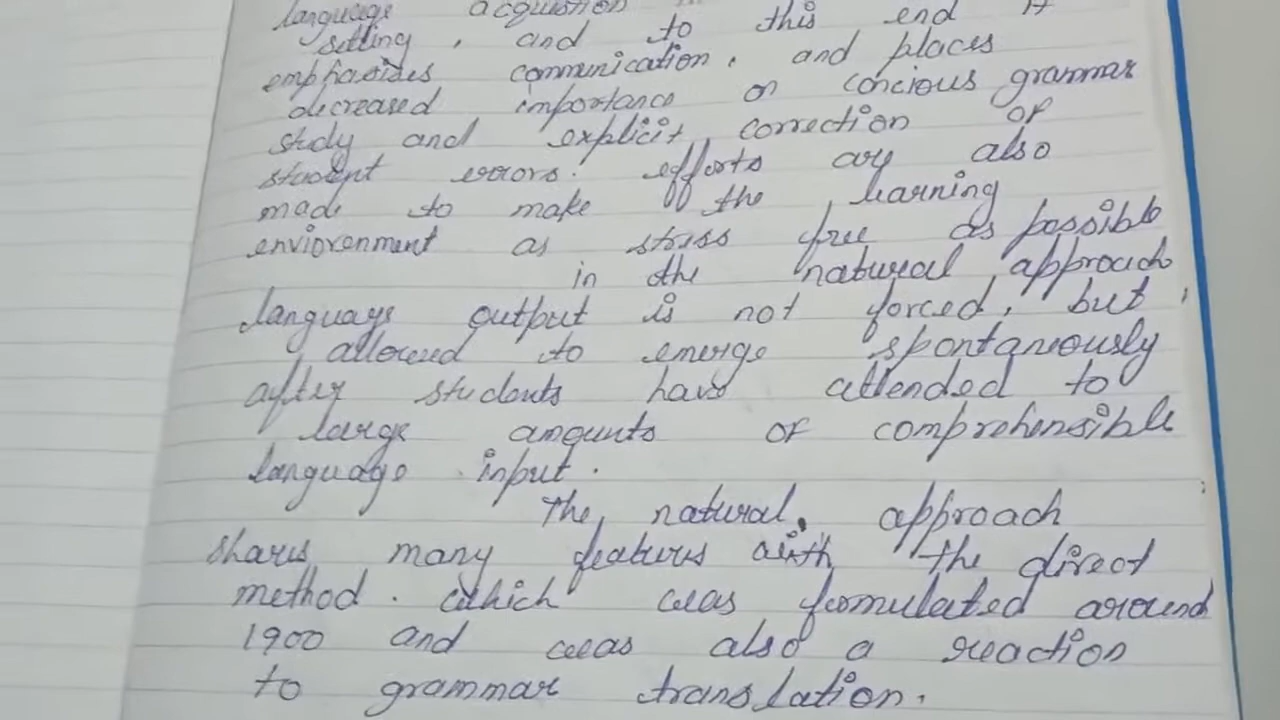 language acquistion
setting, and to this end it
emphasides communication, and places
decreased importance on concious grammar
study and explicit correction of
student errors. efforts are also
made to make the learning
enviorenment as stress free as possible
in the natural approach
language output is not forced, but
allowed to emerge spontaneously
after students have attended to
large amounts of comprehensible
language input.
The natural approach
shares many features with the direct
method. which was formulated around
1900 and was also a reaction
to grammar translation.